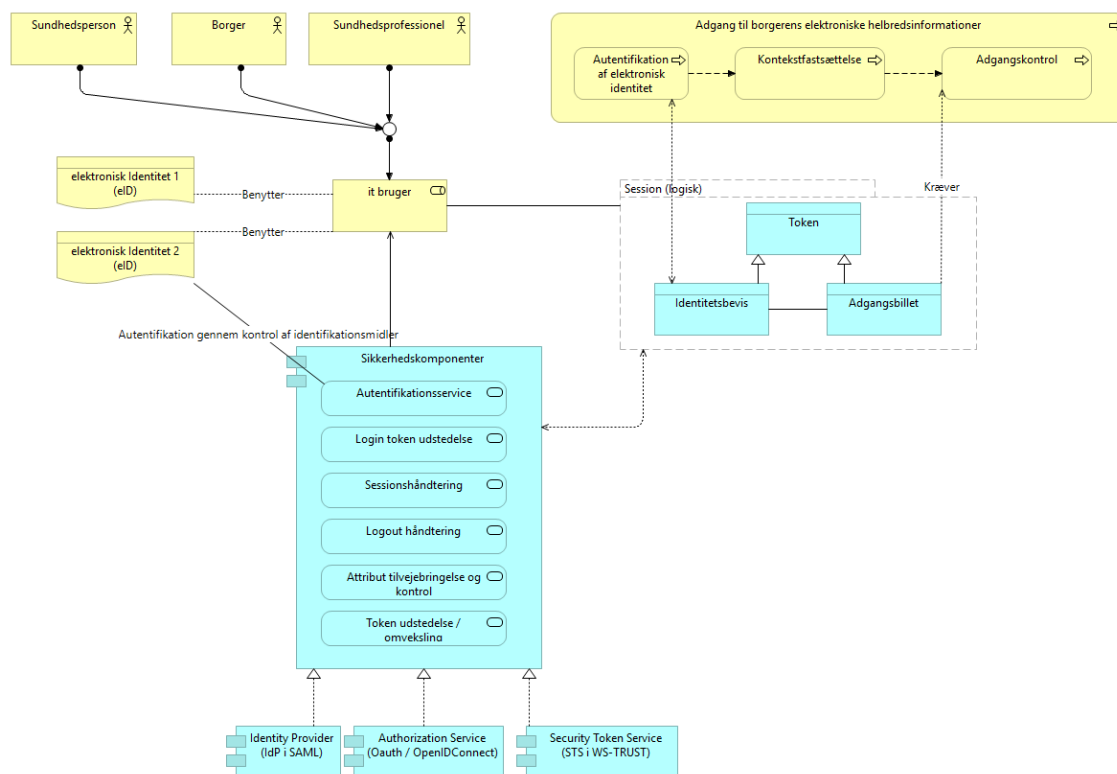 Sundhedsperson
Borger
Sundhedsprofessionel
Adgang til borgerens elektroniske helbredsinformationer
Autentifikation
af elektronisk
identitet
Kontekstfastsættelse
Adgangskontrol
elektronisk Identitet 1
(eID)
Benytter
it bruger
Session (logisk)
Kræver
Token
elektronisk Identitet 2
(eID)
Benytter
Identitetsbevis
Adgangsbillet
Autentifikation gennem kontrol af identifikationsmidler
Sikkerhedskomponenter
Autentifikationsservice
Login token udstedelse
Sessionshåndtering
Logout håndtering
Attribut tilvejebringelse og
kontrol
Token udstedelse /
omveksling
Identity Provider
(IdP i SAML)
Authorization Service
(Oauth / OpenIDConnect)
Security Token Service
(STS i WS-TRUST)